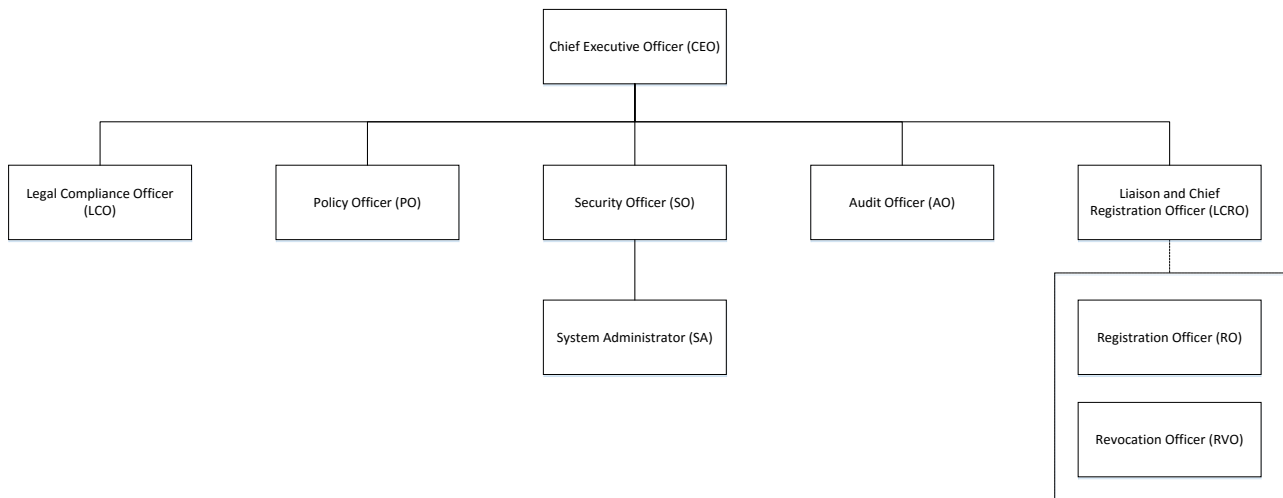 Chief Executive Officer (CEO)
Legal Compliance Officer
(LCO)
Policy Officer (PO)
Security Officer (SO)
Audit Officer (AO)
Liaison and Chief
Registration Officer (LCRO)
System Administrator (SA)
Registration Officer (RO)
Revocation Officer (RVO)